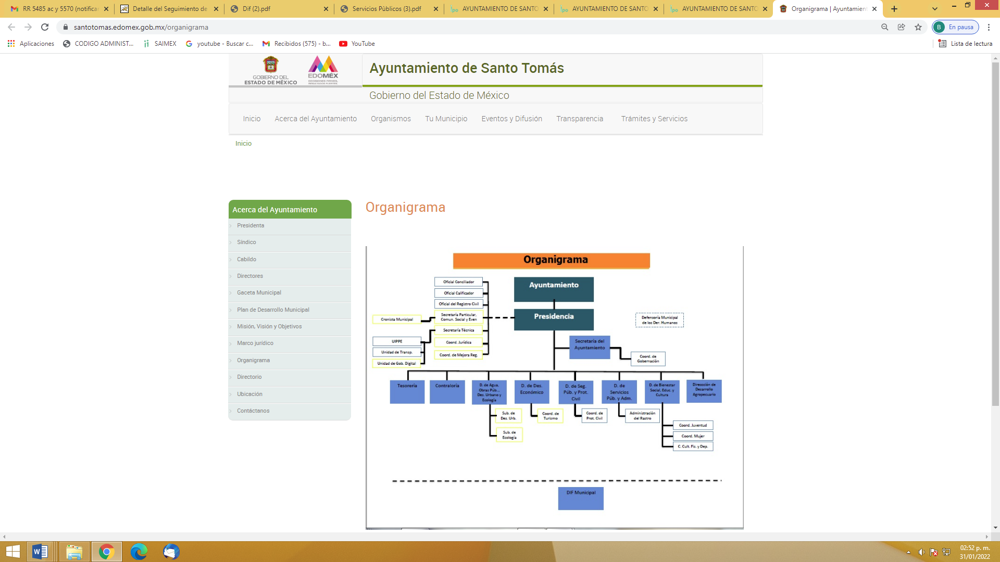 RR 5485 ac y 5570 (notificar
Detalle del Seguimiento de
Dif (2).pdf
Servicios Pùblicos (3).pdf
AYUNTAMIENTO DE SANTO
AYUNTAMIENTO DE SANTO
AYUNTAMIENTO DE SANTO
Organigrama | Ayuntamien
santotomas.edomex.gob.mx/organigrama
B En pausa
Aplicaciones
CODIGO ADMINIST...
SAIMEX
youtube - Buscar c...
Recibidos (575) - b...
YouTube
Lista de lectura
GOBIERNO DEL
ESTADO DE MÉXICO
EDOMÉX
DECISIONES FIRMES,
RESULTADOS FUERTES.
Ayuntamiento de Santo Tomás
Gobierno del Estado de México
Inicio
Acerca del Ayuntamiento
Organismos
Tu Municipio
Eventos y Difusión
Transparencia
Trámites y Servicios
Inicio
Acerca del Ayuntamiento
Presidenta
Síndico
Cabildo
Directores
Gaceta Municipal
Plan de Desarrollo Municipal
Misión, Visión y Objetivos
Marco jurídico
Organigrama
Directorio
Ubicación
Contáctanos
Organigrama
Organigrama
Ayuntamiento
Presidencia
Oficial Conciliador
Oficial Calificador
Oficial del Registro Civil
Secretaría Particular,
Comun. Social y Even
Cronista Municipal
Secretaría Técnica
UIPPE
Coord. Jurídica
Unidad de Transp.
Coord. de Mejora Reg.
Unidad de Gob. Digital
Defensoría Municipal
de los Der. Humanos
Secretaría del
Ayuntamiento
Coord. de
Gobernación
Tesorería
Contraloría
D. de Agua,
Obras Púb..,
Des. Urbano y
Ecología
D. de Des.
Económico
D. de Seg.
Púb. y Prot.
Civil
D. de
Servicios
Púb. y Adm.
D. de Bienestar
Social, Educ. y
Cultura
Direccción de
Desarrollo
Agropecuario
Sub. de
Des. Urb.
Sub. de
Ecología
Coord. de
Turismo
Coord. de
Prot. Civil
Administración
del Rastro
Coord. Juventud
Coord. Mujer
C. Cult. Fis. y Dep.
DIF Municipal
02:52 p. m.
31/01/2022